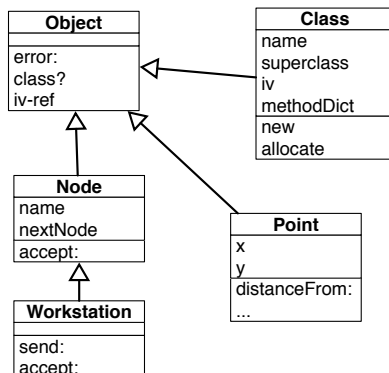 Object
error:
class?
iv-ref
Class
name
superclass
iv
methodDict
new
allocate
Node
name
nextNode
accept:
Point
x
y
distanceFrom:
...
Workstation
send:
accept: